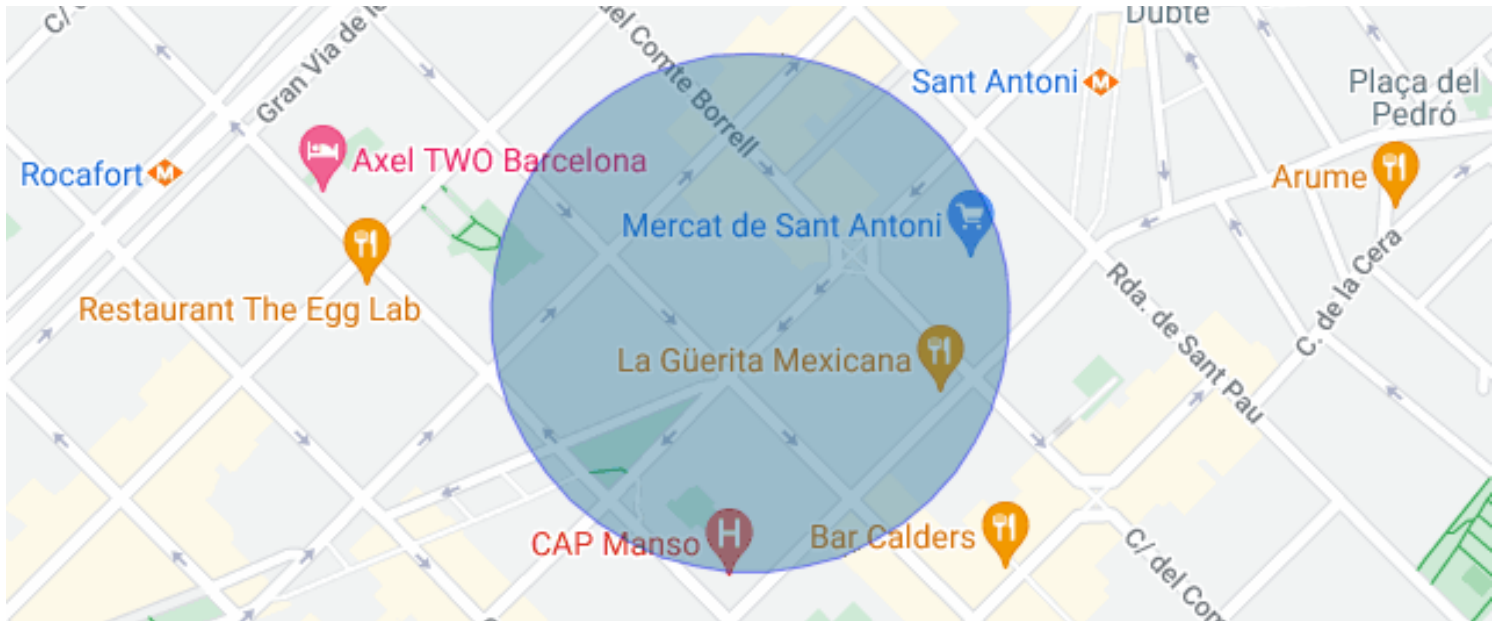 C/
Gran Via de l
del Comte Borrell
Dubte
Sant Antoni
Plaça del
Pedró
Rocafort
Axel TWO Barcelona
Arume
Mercat de Sant Antoni
Restaurant The Egg Lab
Rda. de Sant Pau
C. de la Cera
La Güerita Mexicana
CAP Manso
Bar Calders
C/ del Com